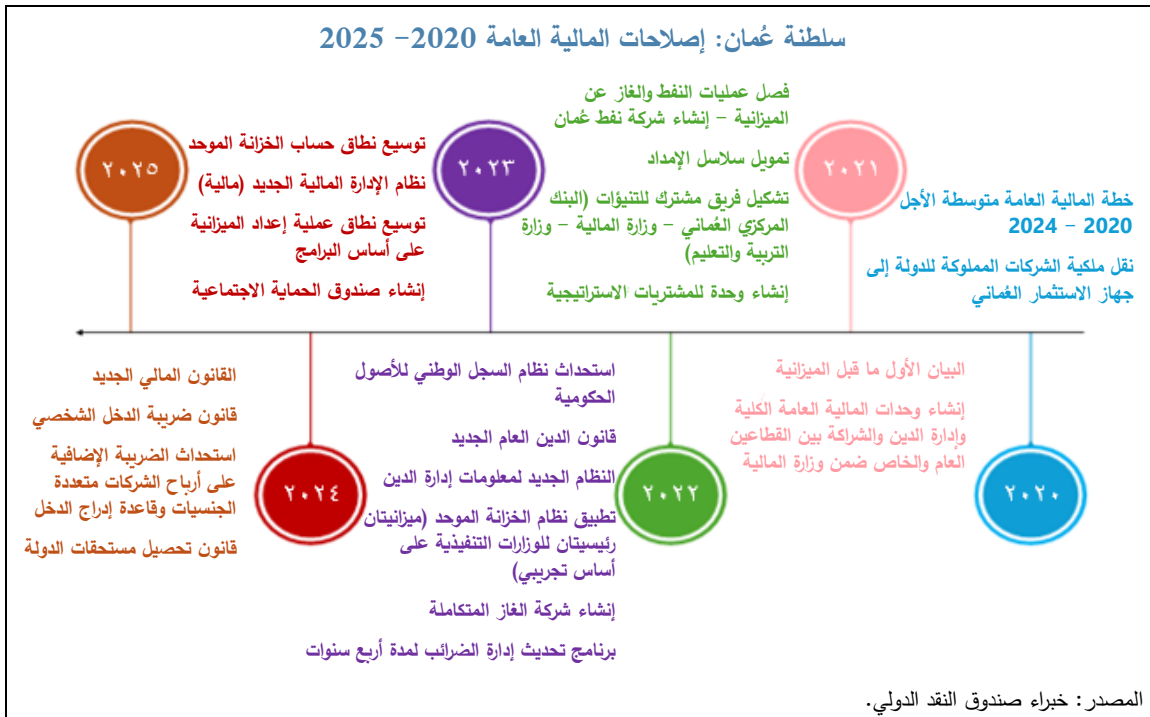 سلطنة عُمان: إصلاحات المالية العامة 2020- 2025
٢٠٢٠
خطة المالية العامة متوسطة الأجل
2020 – 2024
نقل ملكية الشركات المملوكة للدولة إلى
جهاز الاستثمار العُماني
٢٠٢١
البيان الأول ما قبل الميزانية
إنشاء وحدات المالية العامة الكلية
وإدارة الدين والشراكة بين القطاعين
العام والخاص ضمن وزارة المالية
٢٠٢٢
فصل عمليات النفط والغاز عن
الميزانية – إنشاء شركة نفط عُمان
تمويل سلاسل الإمداد
تشكيل فريق مشترك للتنبؤات (البنك
المركزي العُماني – وزارة المالية – وزارة
التربية والتعليم)
إنشاء وحدة للمشتريات الاستراتيجية
٢٠٢٣
استحداث نظام السجل الوطني للأصول
الحكومية
قانون الدين العام الجديد
النظام الجديد لمعلومات إدارة الدين
تطبيق نظام الخزانة الموحد (ميزانيتان
رئيسيتان للوزارات التنفيذية على
أساس تجريبي)
إنشاء شركة الغاز المتكاملة
برنامج تحديث إدارة الضرائب لمدة أربع سنوات
٢٠٢٤
توسيع نطاق حساب الخزانة الموحد
نظام الإدارة المالية الجديد (مالية)
توسيع نطاق عملية إعداد الميزانية
على أساس البرامج
إنشاء صندوق الحماية الاجتماعية
٢٠٢٥
القانون المالي الجديد
قانون ضريبة الدخل الشخصي
استحداث الضريبة الإضافية
على أرباح الشركات متعددة
الجنسيات وقاعدة إدراج الدخل
قانون تحصيل مستحقات الدولة
المصدر: خبراء صندوق النقد الدولي.